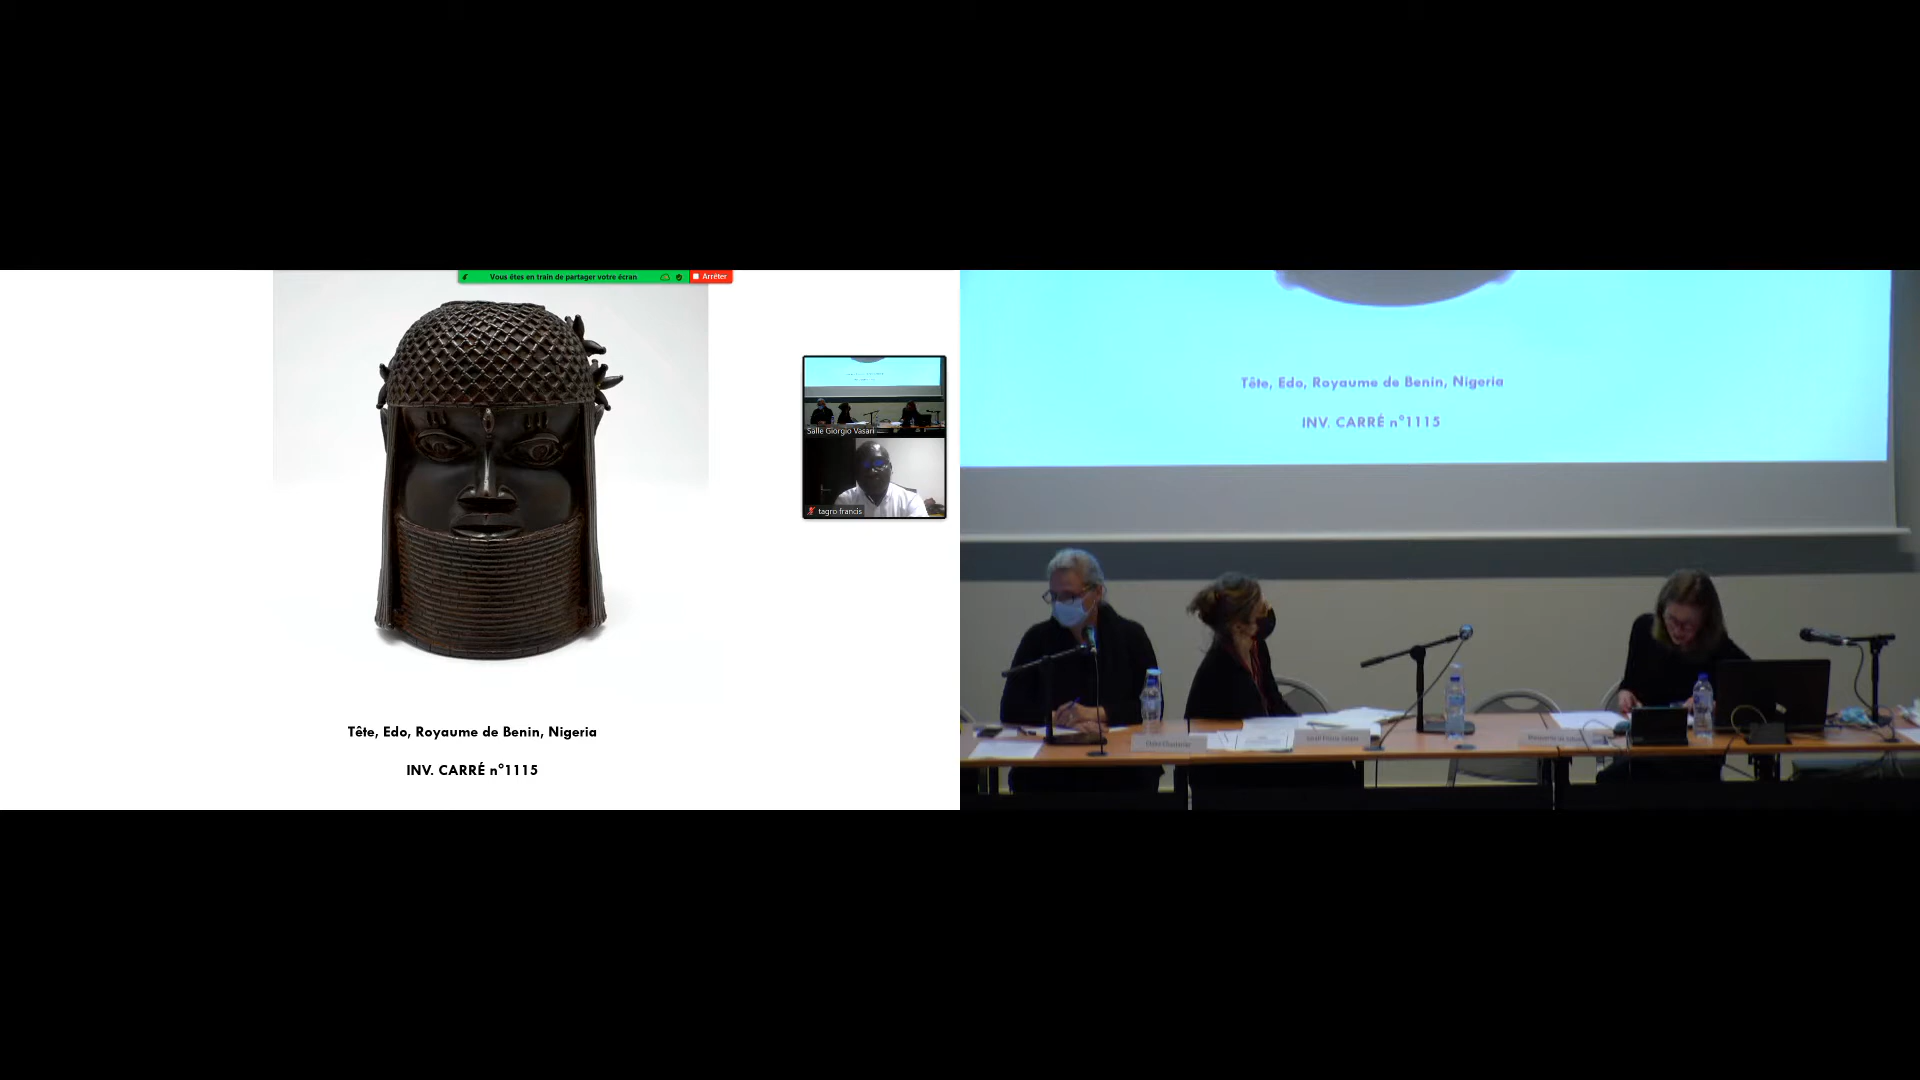 Vous êtes en train de partager votre écran
Arrêter
Salle Giorgio Vasari
tagro francis
Tête, Edo, Royaume de Benin, Nigeria
INV. CARRÉ n°1115
Tête, Edo, Royaume de Benin, Nigeria
INV. CARRÉ n°1115